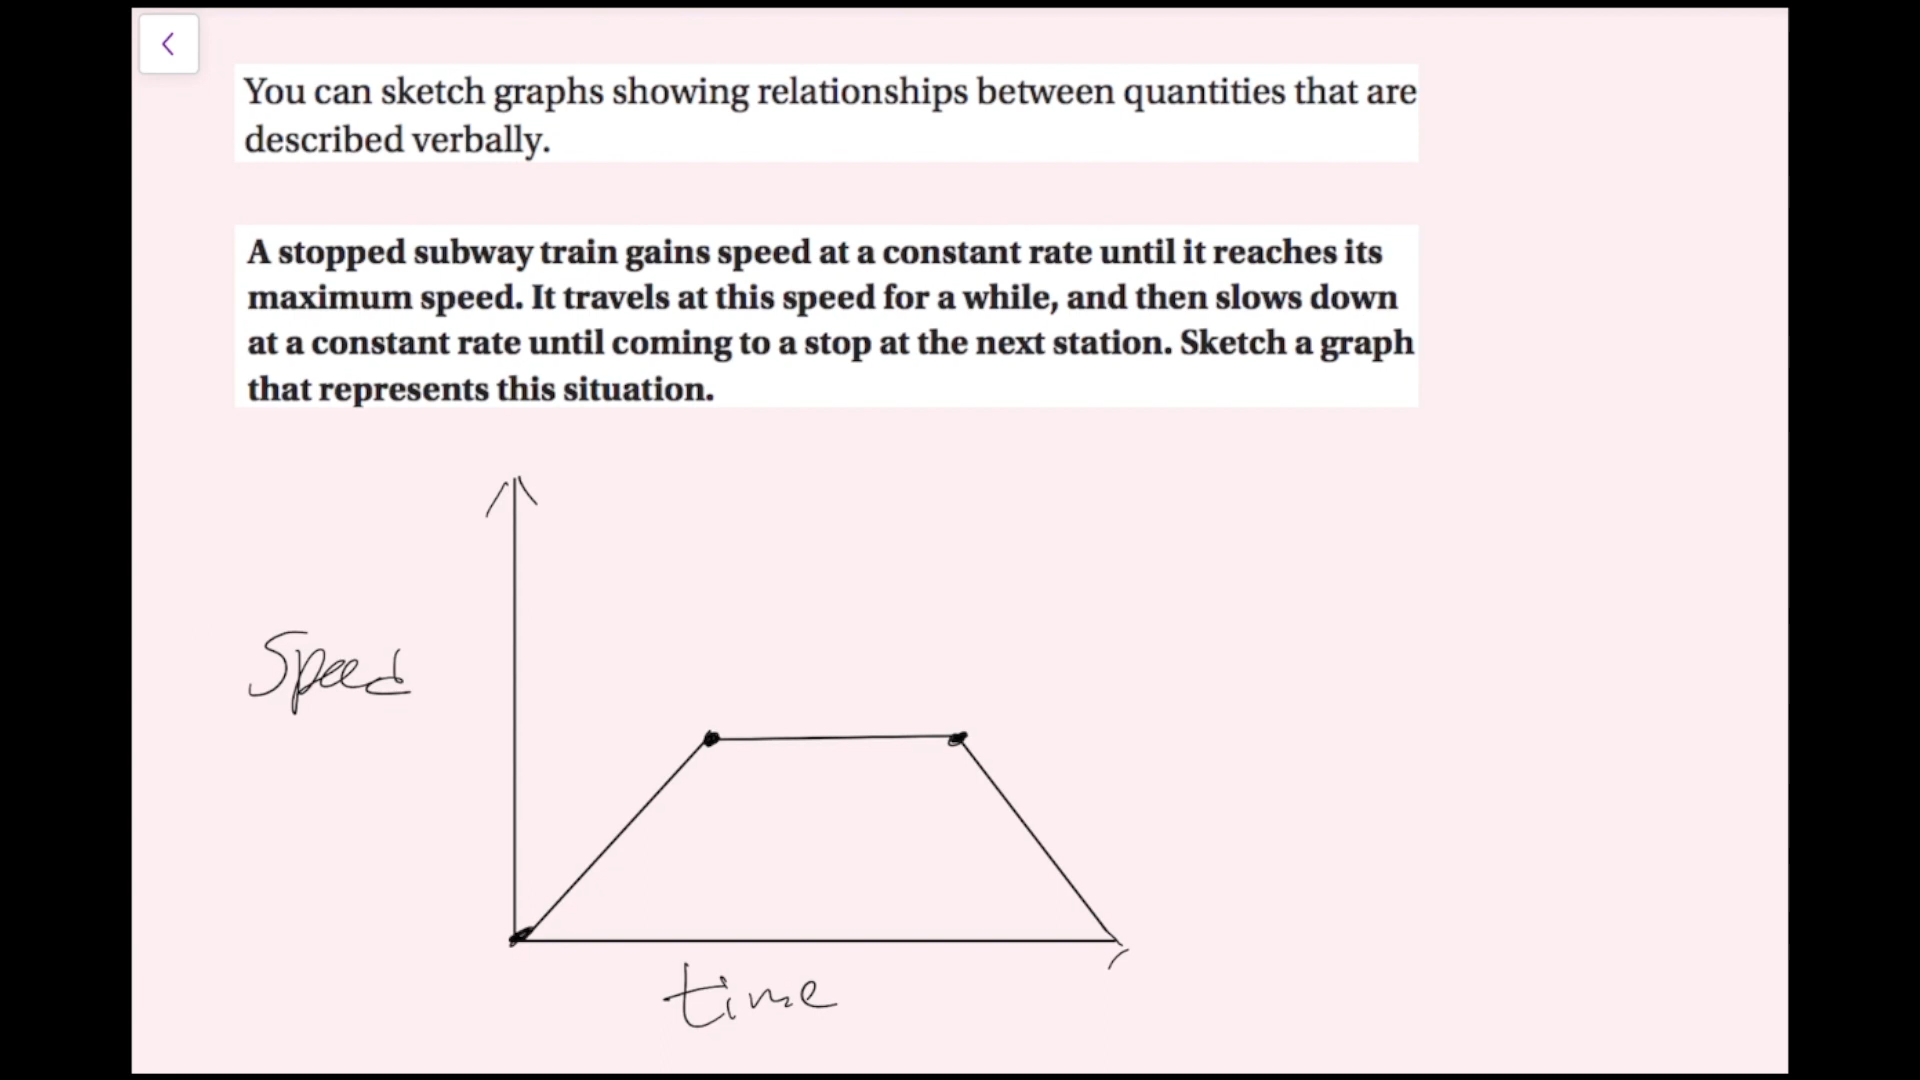 You can sketch graphs showing relationships between quantities that are
described verbally.
A stopped subway train gains speed at a constant rate until it reaches its
maximum speed. It travels at this speed for a while, and then slows down
at a constant rate until coming to a stop at the next station. Sketch a graph
that represents this situation.
Speed
time